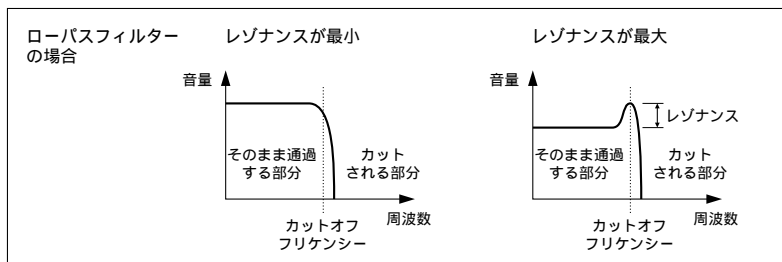 ローパスフィルター
の場合
レゾナンスが最小
音量
そのまま通過
する部分
カット
される部分
周波数
カットオフ
フリケンシー
レゾナンスが最大
音量
レゾナンス
そのまま通過
する部分
カット
される部分
周波数
カットオフ
フリケンシー